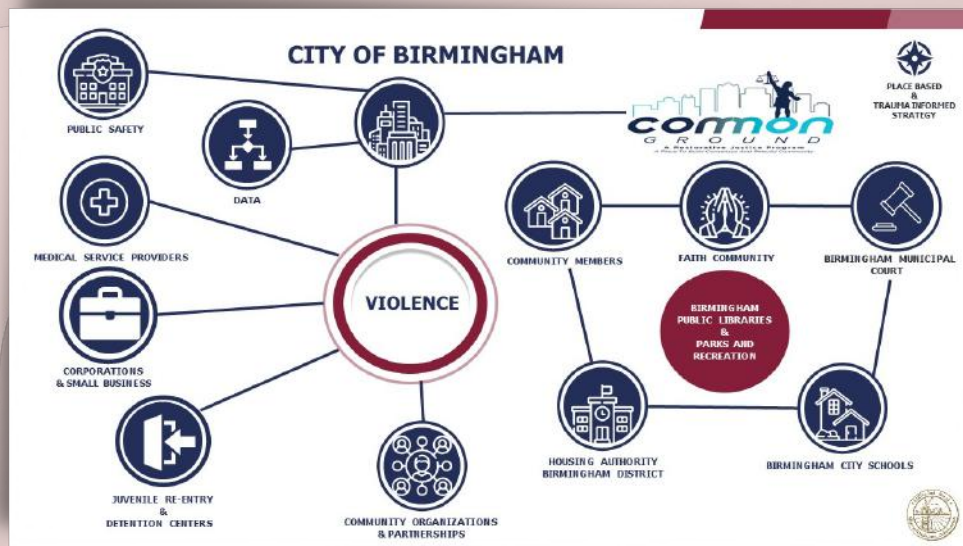 CITY OF BIRMINGHAM
PUBLIC SAFETY
DATA
MEDICAL SERVICE PROVIDERS
CORPORATIONS
& SMALL BUSINESS
JUVENILE RE-ENTRY
&
DETENTION CENTERS
VIOLENCE
COMMUNITY ORGANIZATIONS
& PARTNERSHIPS
common
GROUND
A Restorative Justice Program
PLACE BASED
&
TRAUMA INFORMED
STRATEGY
COMMUNITY MEMBERS
FAITH COMMUNITY
BIRMINGHAM MUNICIPAL
COURT
BIRMINGHAM
PUBLIC LIBRARIES
&
PARKS AND
RECREATION
HOUSING AUTHORITY
BIRMINGHAM DISTRICT
BIRMINGHAM CITY SCHOOLS